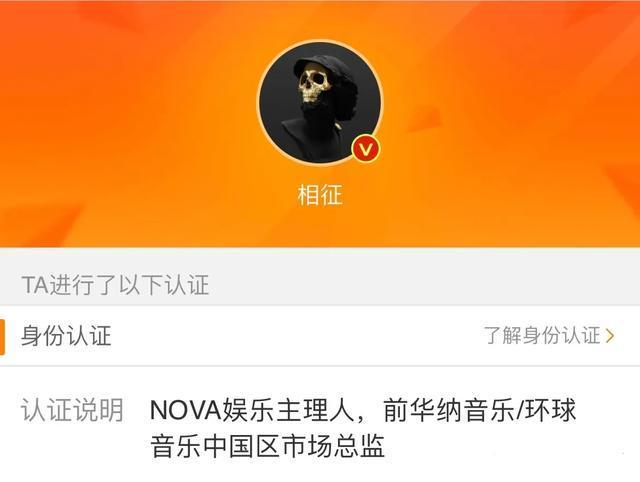 V
相征
TA进行了以下认证
身份认证
了解身份认证
认证说明
NOVA娱乐主理人，前华纳音乐/环球
音乐中国区市场总监